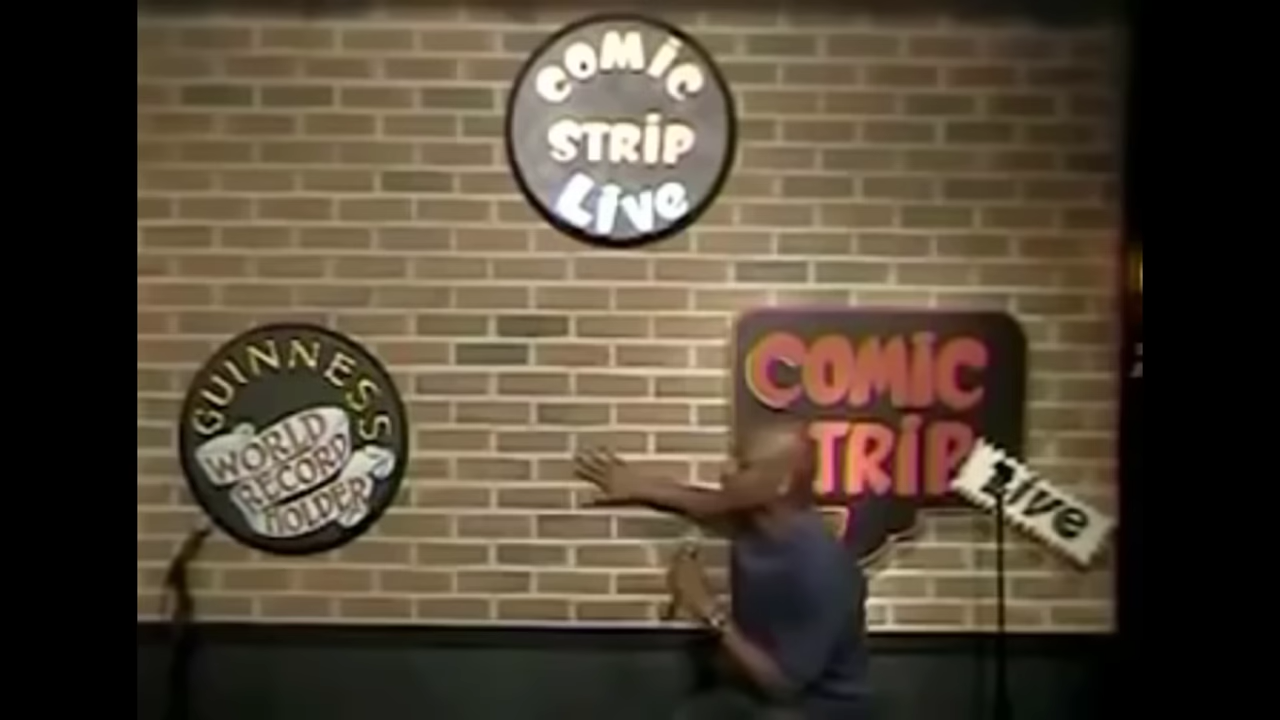 COMiC
STRiP
Live
GUINNESS
WORLD
RECORD
HOLDER
COMiC
TRiP
Live